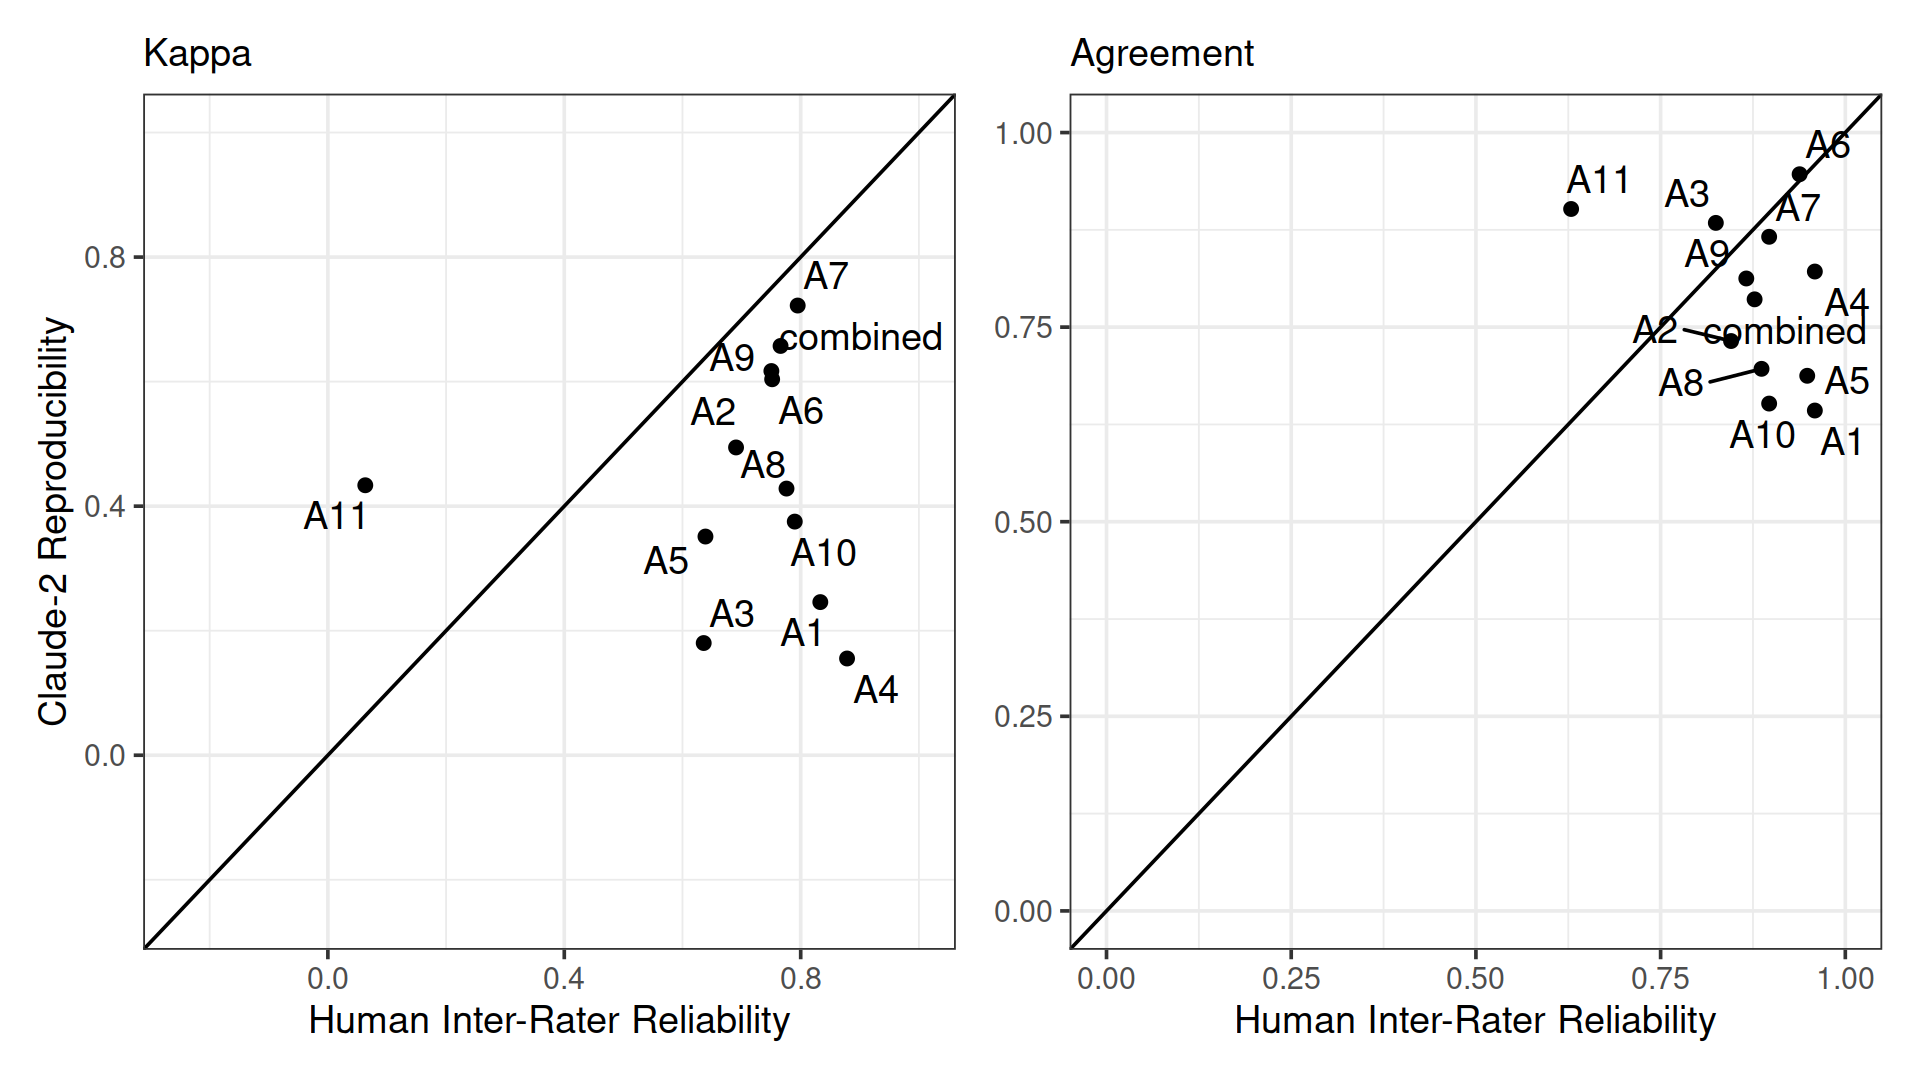 Kappa
Agreement
Claude-2 Reproducibility
0.8
0.4
0.0
A7
combined
A9
A2
A6
A8
A11
A10
A5
A3
A1
A4
0.0
0.4
0.8
Human Inter-Rater Reliability
1.00
0.75
0.50
0.25
0.00
A6
A11
A3
A7
A9
A4
A2
combined
A8
A5
A10
A1
0.00
0.25
0.50
0.75
1.00
Human Inter-Rater Reliability